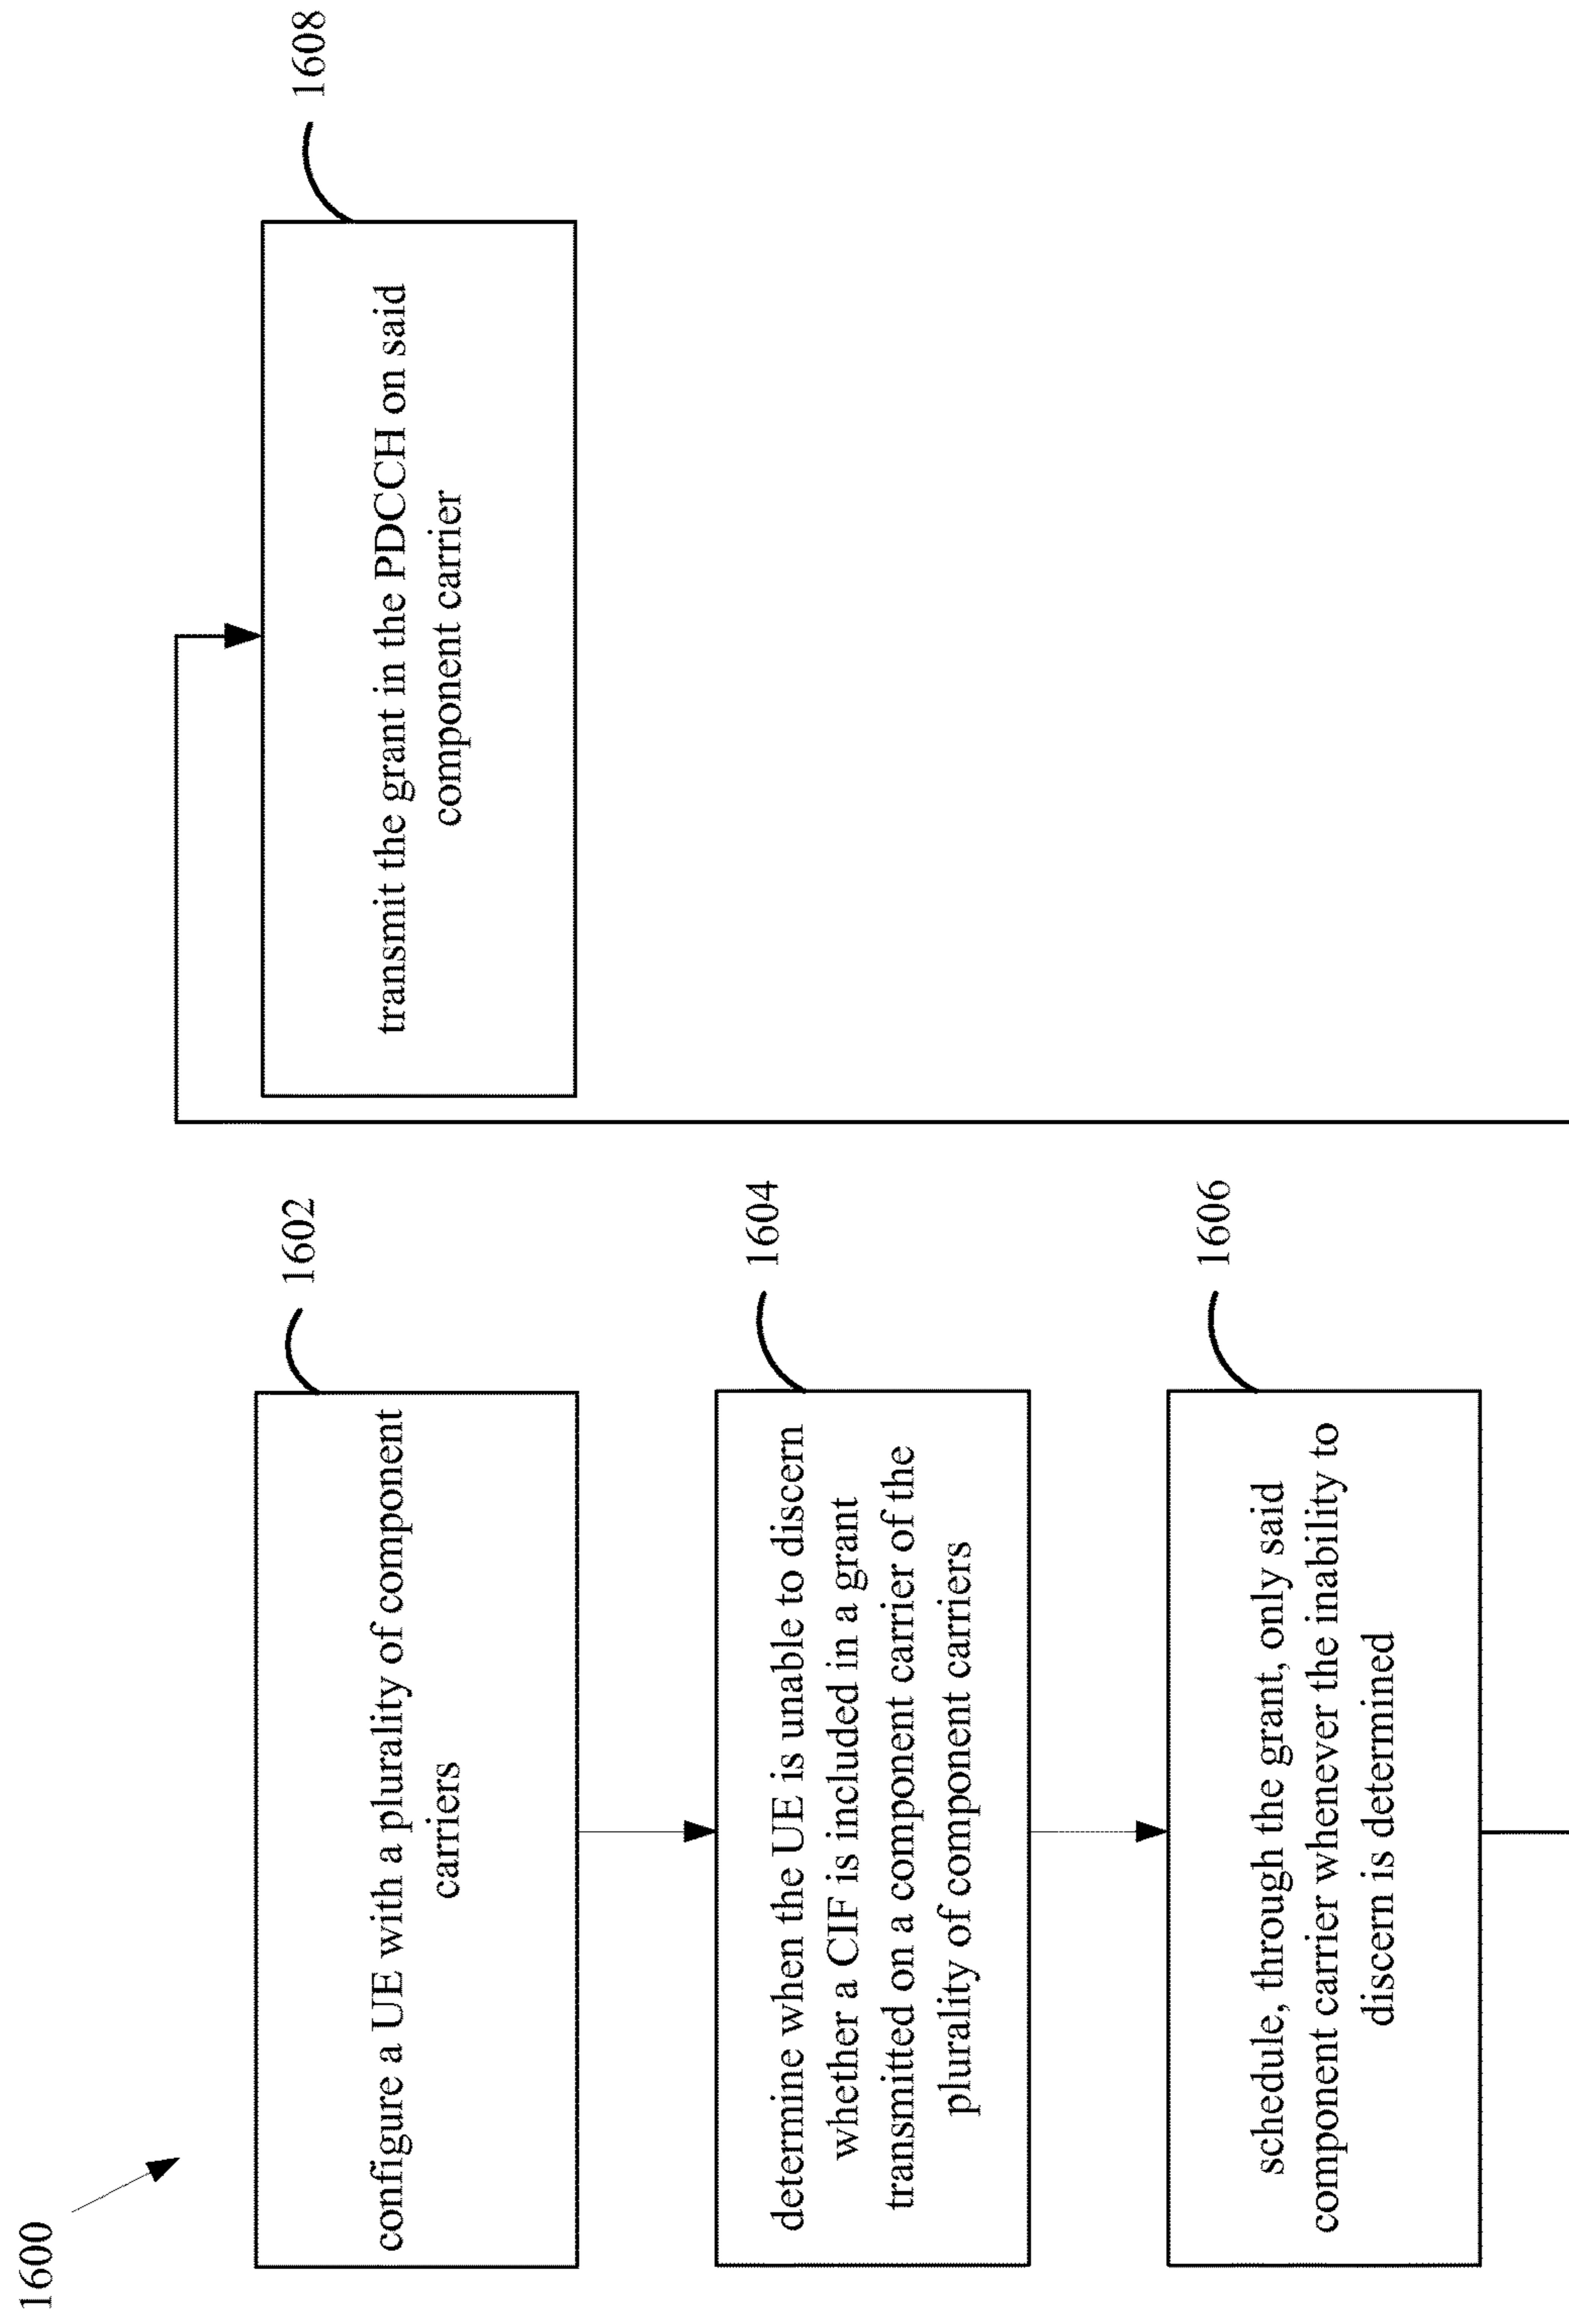 1600
1602
configure a UE with a plurality of component
carriers
1604
determine when the UE is unable to discern
whether a CIF is included in a grant
transmitted on a component carrier of the
plurality of component carriers
1606
schedule, through the grant, only said
component carrier whenever the inability to
discern is determined
1608
transmit the grant in the PDCCH on said
component carrier